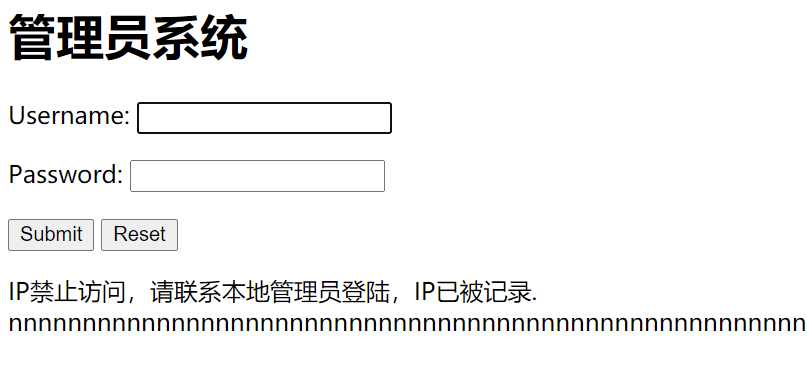 管理员系统
Username:
Password:
Submit Reset
IP禁止访问，请联系本地管理员登陆，IP已被记录.
nnnnnnnnnnnnnnnnnnnnnnnnnnnnnnnnnnnnnnnnnnnnnnnnnnnnnn